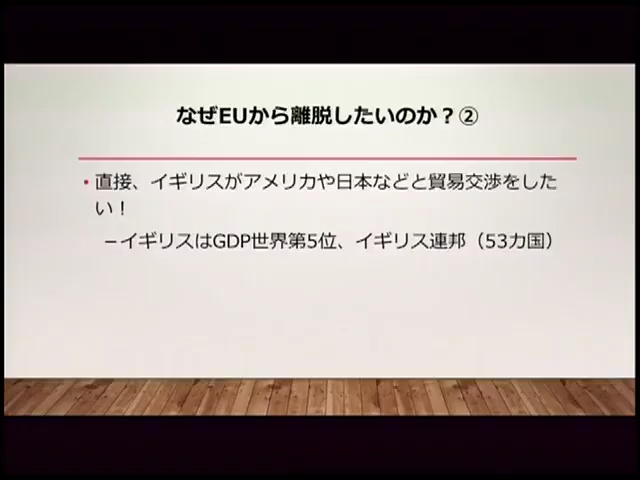 なぜEUから離脱したいのか？②
• 直接、イギリスがアメリカや日本などと貿易交渉をした
い！
–イギリスはGDP世界第5位、イギリス連邦（53カ国）